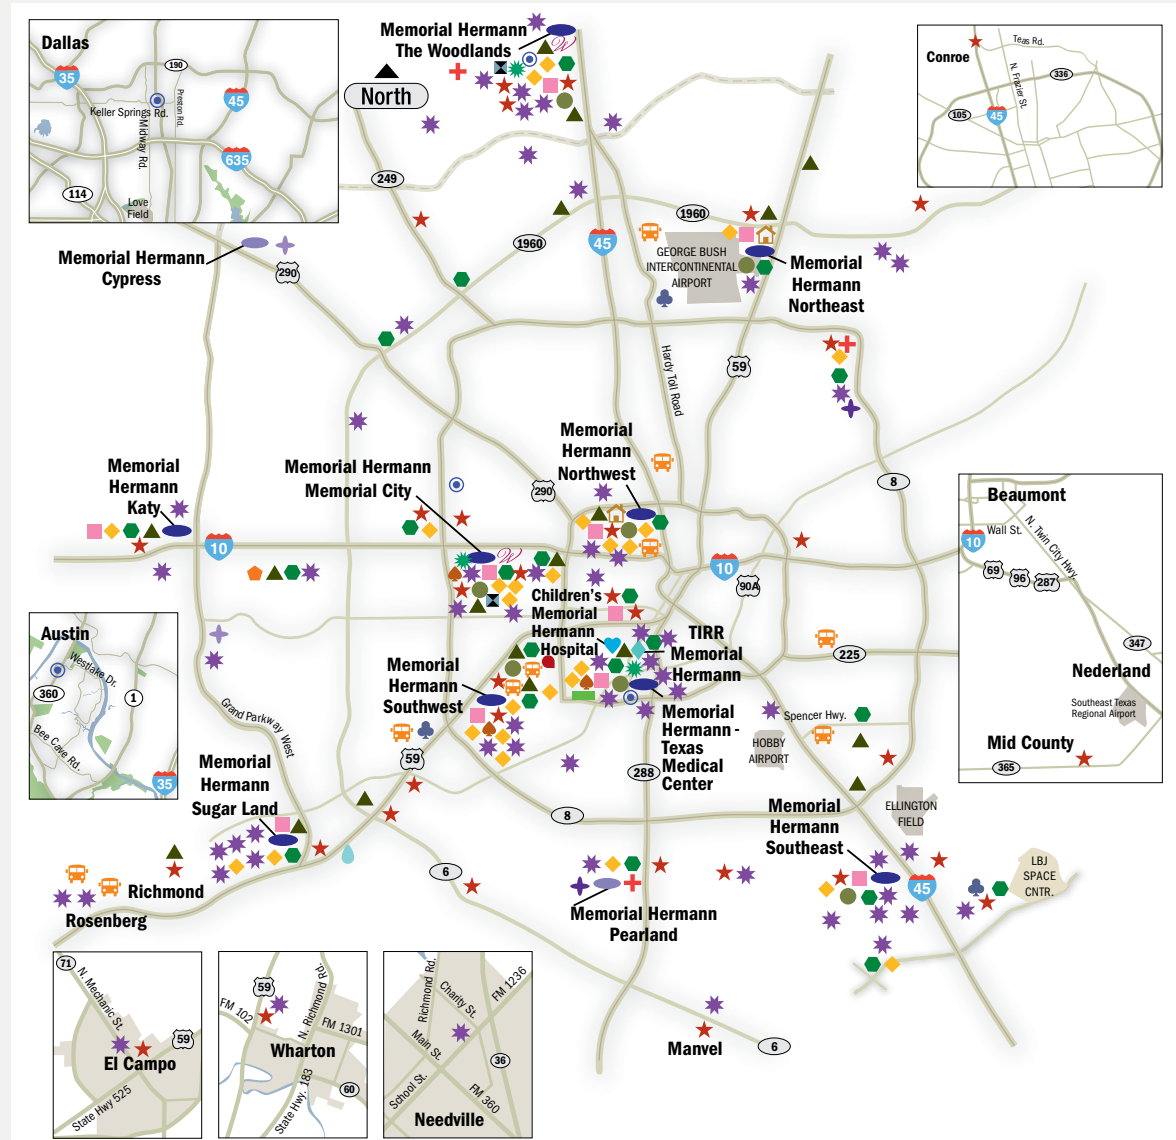 Dallas
35
190
45
635
114
Keller Springs Rd.
Preston Rd.
Midway Rd.
Love
Field
Memorial Hermann
The Woodlands
North
Conroe
Teas Rd.
N. Frazier St.
336
105
45
249
1960
1960
45
GEORGE BUSH
INTERCONTINENTAL
AIRPORT
Memorial
Hermann
Northeast
Memorial Hermann
Cypress
290
Hardy Toll Road
59
Memorial
Hermann
Northwest
Memorial
Hermann
Katy
Memorial Hermann
Memorial City
290
8
10
10
90A
Beaumont
Wall St.
N. Twin City Hwy.
10
69
96
287
347
Nederland
Southeast Texas
Regional Airport
Mid County
365
Children's
Memorial
Hermann
Hospital
TIRR
Memorial
Hermann
225
Austin
Westlake Dr.
360
1
Bee Cave Rd.
35
Grand Parkway West
Memorial
Hermann
Southwest
59
Memorial
Hermann -
Texas
Medical
Center
288
Spencer Hwy.
HOBBY
AIRPORT
Memorial
Hermann
Sugar Land
8
Memorial
Hermann
Southeast
ELLINGTON
FIELD
LBJ
SPACE
CNTR.
45
Richmond
Rosenberg
6
Memorial Hermann
Pearland
Manvel
6
71
N. Mechanic St.
59
El Campo
State Hwy 525
59
FM 102
N. Richmond Rd.
FM 1301
Wharton
State Hwy. 183
60
Richmond Rd.
Charity St.
FM 1236
Main St.
36
School St.
FM 360
Needville